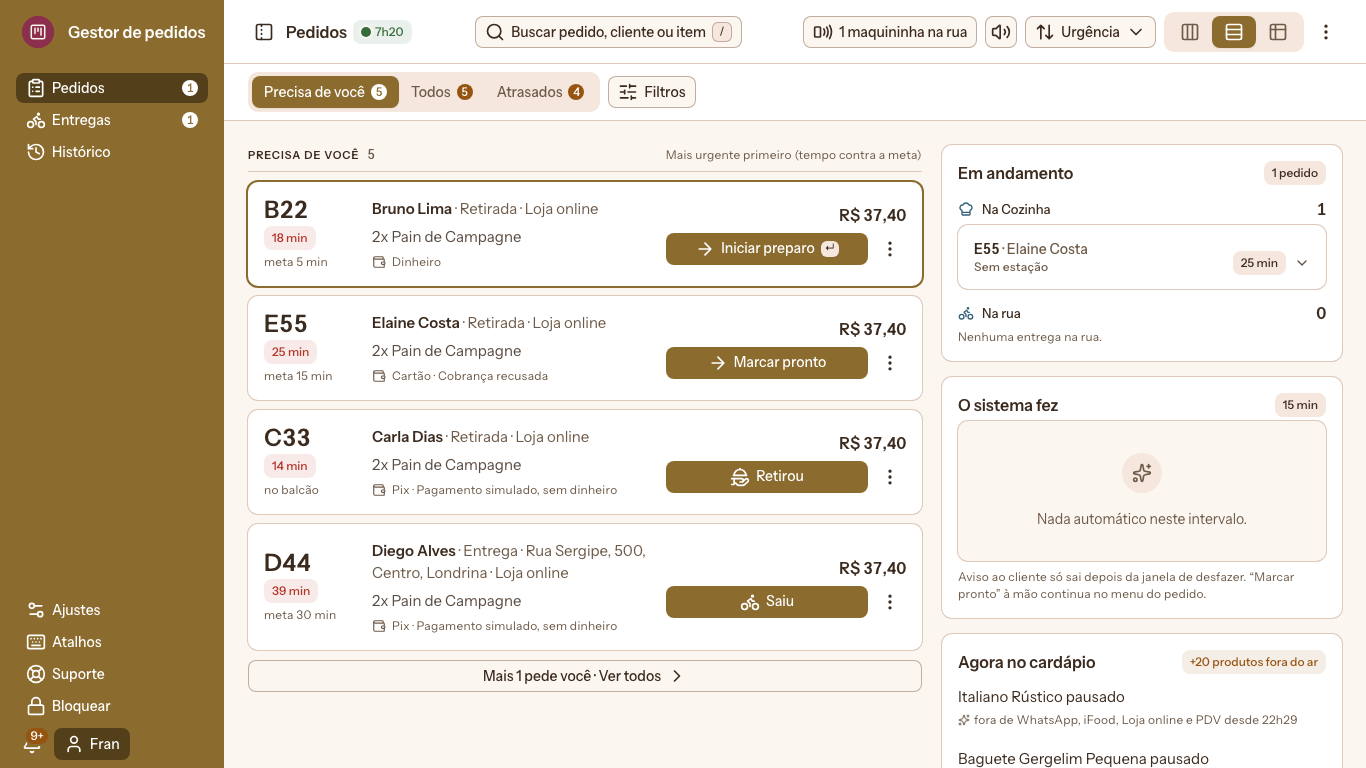 Gestor de pedidos
Pedidos 1
Entregas 1
Histórico
Ajustes
Atalhos
Suporte
Bloquear
9+ Fran
Pedidos 7h20
Buscar pedido, cliente ou item /
1 maquininha na rua
Urgência
Precisa de você 5
Todos 5
Atrasados 4
Filtros
PRECISA DE VOCÊ 5
Mais urgente primeiro (tempo contra a meta)
B22
18 min
meta 5 min
Bruno Lima · Retirada · Loja online
2x Pain de Campagne
Dinheiro
R$ 37,40
Iniciar preparo ↵
E55
25 min
meta 15 min
Elaine Costa · Retirada · Loja online
2x Pain de Campagne
Cartão · Cobrança recusada
R$ 37,40
Marcar pronto
C33
14 min
no balcão
Carla Dias · Retirada · Loja online
2x Pain de Campagne
Pix · Pagamento simulado, sem dinheiro
R$ 37,40
Retirou
D44
39 min
meta 30 min
Diego Alves · Entrega · Rua Sergipe, 500,
Centro, Londrina · Loja online
2x Pain de Campagne
Pix · Pagamento simulado, sem dinheiro
R$ 37,40
Saiu
Mais 1 pede você · Ver todos
Em andamento
1 pedido
Na Cozinha 1
E55 · Elaine Costa
Sem estação
25 min
Na rua 0
Nenhuma entrega na rua.
O sistema fez
15 min
Nada automático neste intervalo.
Aviso ao cliente só sai depois da janela de desfazer. “Marcar
pronto” à mão continua no menu do pedido.
Agora no cardápio
+20 produtos fora do ar
Italiano Rústico pausado
fora de WhatsApp, iFood, Loja online e PDV desde 22h29
Baguete Gergelim Pequena pausado